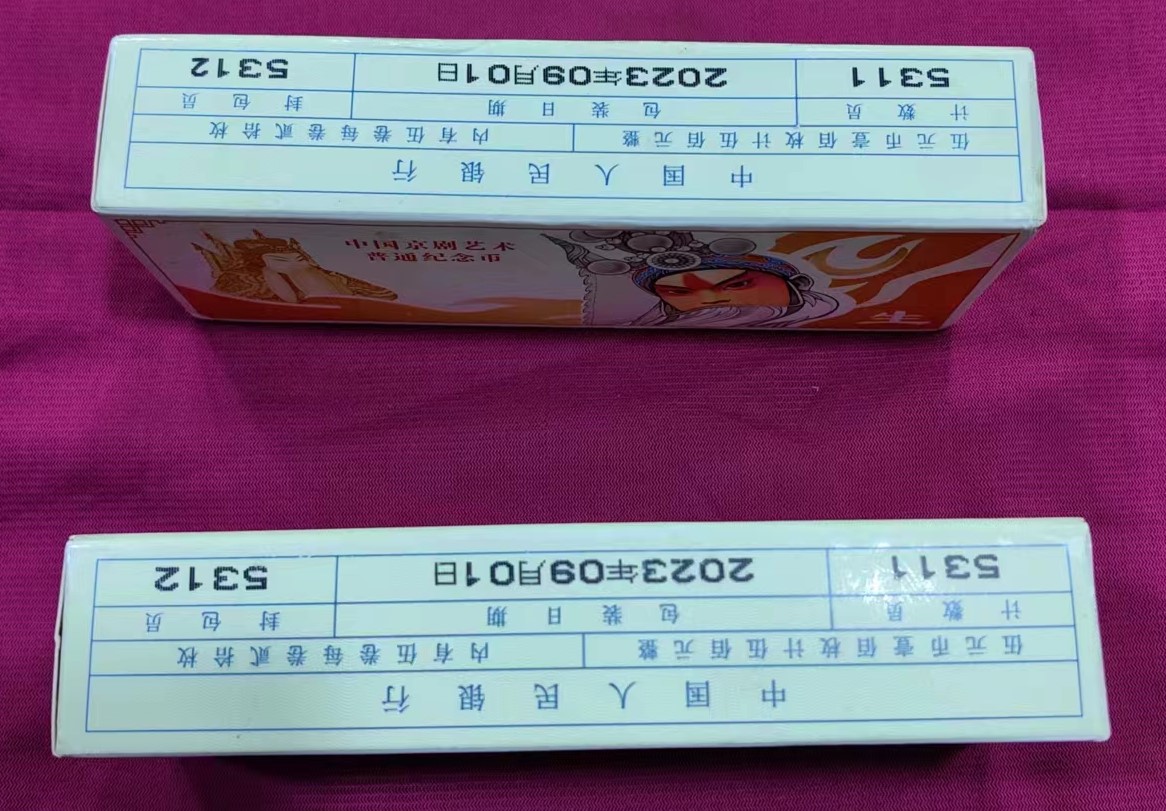 中国人民银行
伍元币壹佰枚计伍佰元整 内有伍卷每卷贰拾枚
计数员 包装日期 封包员
5311 2023年09月01日 5312
中国京剧艺术
普通纪念币
生
中国人民银行
伍元币壹佰枚计伍佰元整 内有伍卷每卷贰拾枚
计数员 包装日期 封包员
5311 2023年09月01日 5312